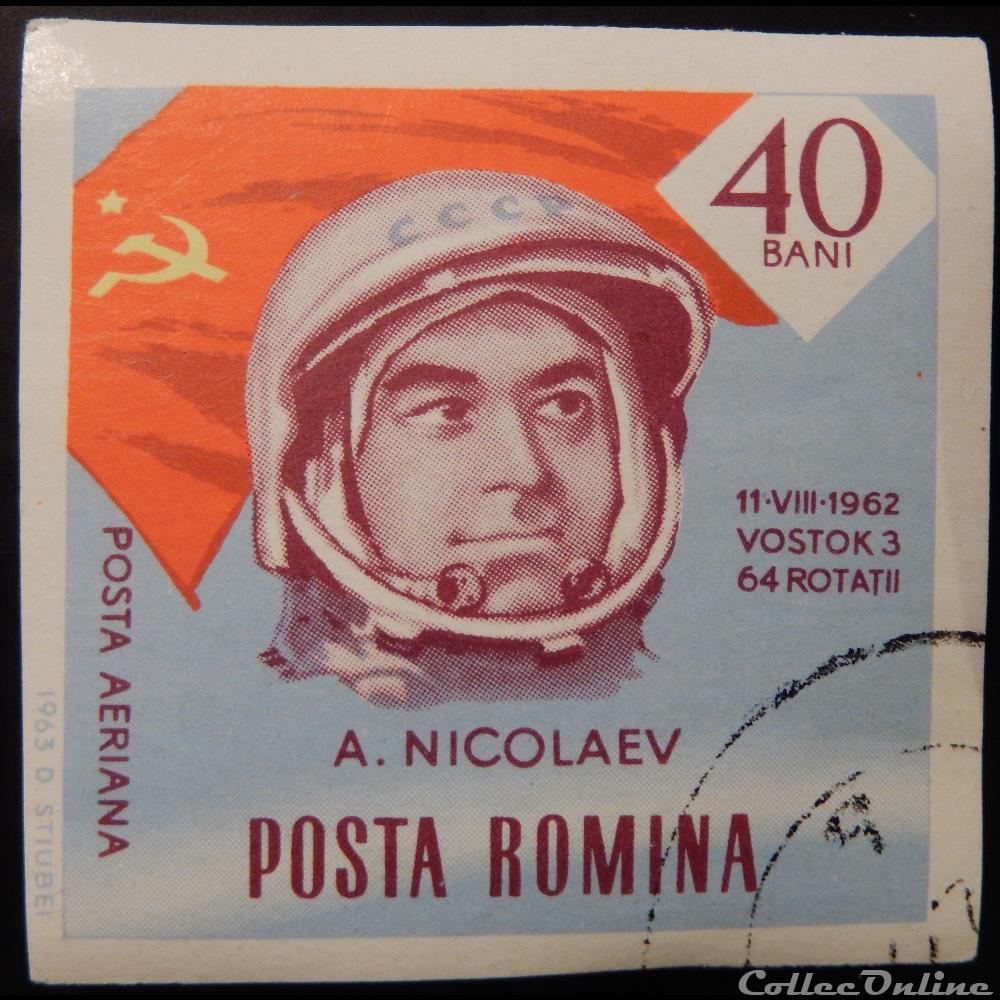 40
BANI
CCCP
11·VIII·1962
VOSTOK 3
64 ROTAȚII
POSTA AERIANA
1963 D. STIUBEI
A. NICOLAEV
POSTA ROMINA
CollecOnline